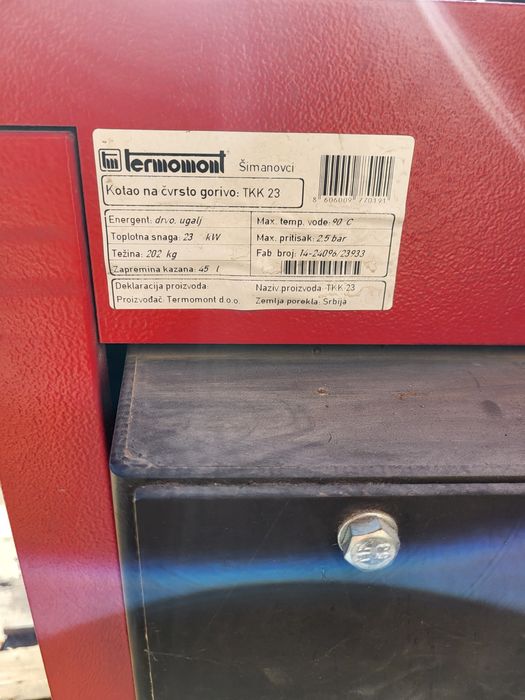 tm termomont Šimanovci
8 606009 770191
Kotao na čvrsto gorivo: TKK 23
Energent: drvo, ugalj
Toplotna snaga: 23 kW
Težina: 202 kg
Zapremina kazana: 45 l
Max. temp. vode: 90 °C
Max. pritisak: 2,5 bar
Fab. broj: 14-24096/23933
Deklaracija proizvoda:
Proizvođač: Termomont d.o.o.
Naziv proizvoda: TKK 23
Zemlja porekla: Srbija